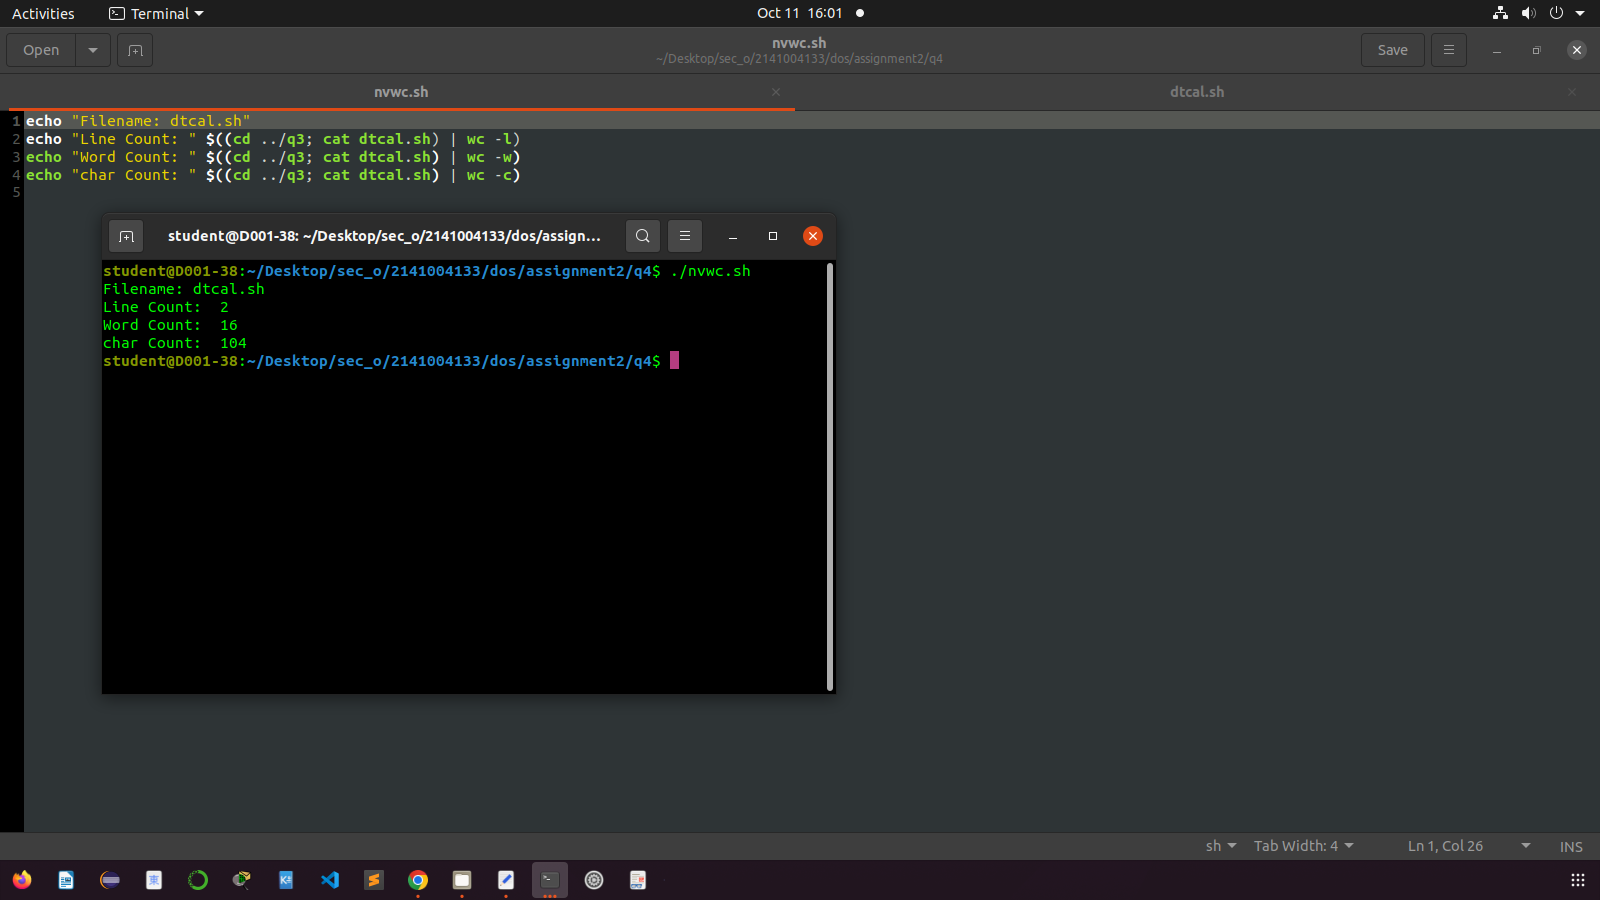 Activities
Terminal
Oct 11 16:01
Open
nvwc.sh
~/Desktop/sec_o/2141004133/dos/assignment2/q4
Save
nvwc.sh
dtcal.sh
1 echo "Filename: dtcal.sh"
2 echo "Line Count: " $((cd ../q3; cat dtcal.sh) | wc -l)
3 echo "Word Count: " $((cd ../q3; cat dtcal.sh) | wc -w)
4 echo "char Count: " $((cd ../q3; cat dtcal.sh) | wc -c)
5
student@D001-38: ~/Desktop/sec_o/2141004133/dos/assign...
student@D001-38:~/Desktop/sec_o/2141004133/dos/assignment2/q4$ ./nvwc.sh
Filename: dtcal.sh
Line Count:  2
Word Count:  16
char Count:  104
student@D001-38:~/Desktop/sec_o/2141004133/dos/assignment2/q4$
sh
Tab Width: 4
Ln 1, Col 26
INS